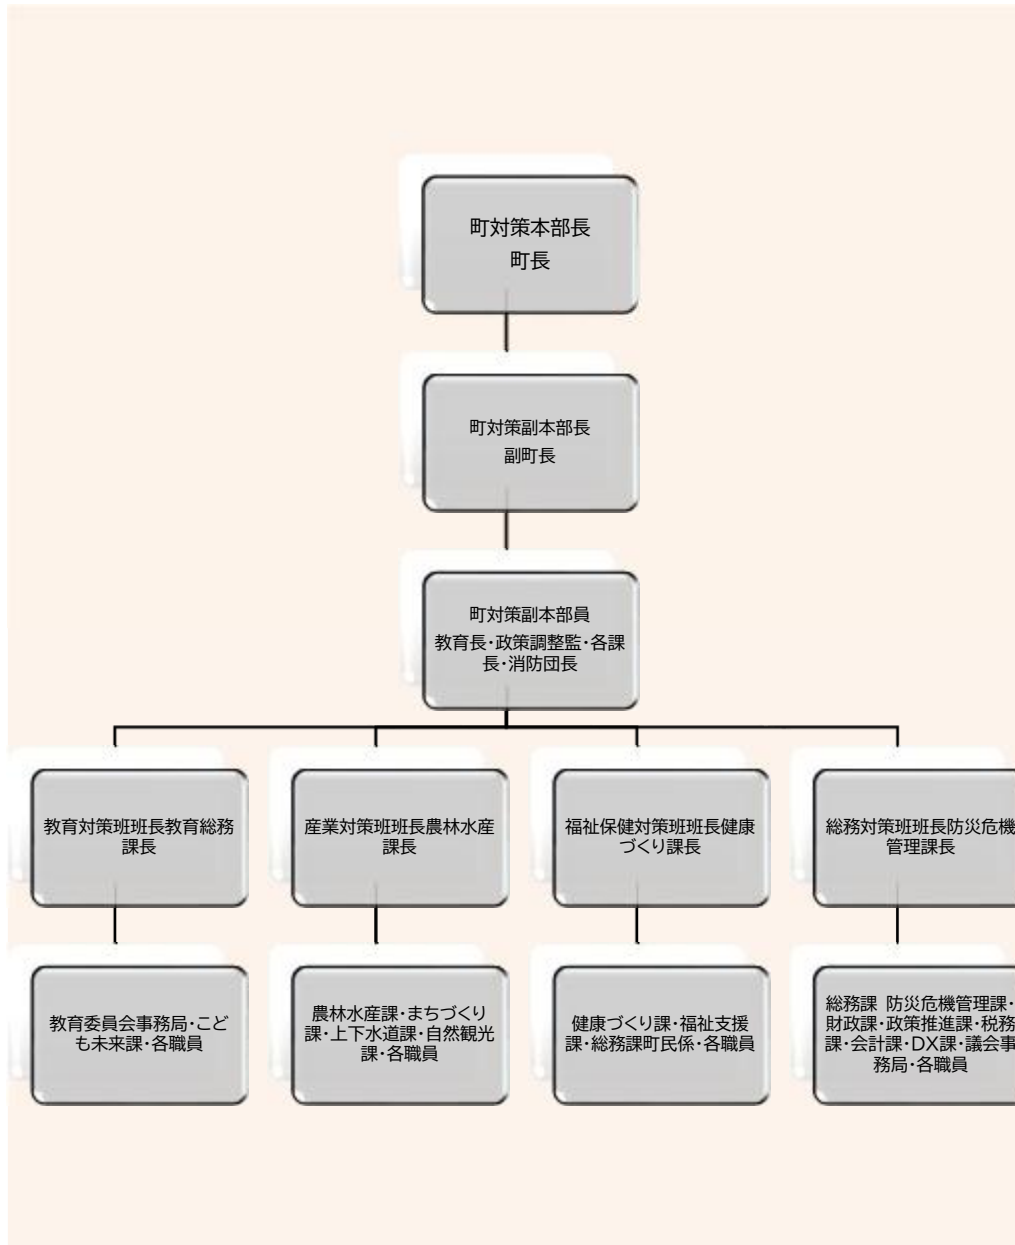 町対策本部長
町長
町対策副本部長
副町長
町対策副本部員
教育長・政策調整監・各課
長・消防団長
教育対策班班長教育総務
課長
産業対策班班長農林水産
課長
福祉保健対策班班長健康
づくり課長
総務対策班班長防災危機
管理課長
教育委員会事務局・こど
も未来課・各職員
農林水産課・まちづくり
課・上下水道課・自然観光
課・各職員
健康づくり課・福祉支援
課・総務課町民係・各職員
総務課 防災危機管理課・
財政課・政策推進課・税務
課・会計課・DX課・議会事
務局・各職員